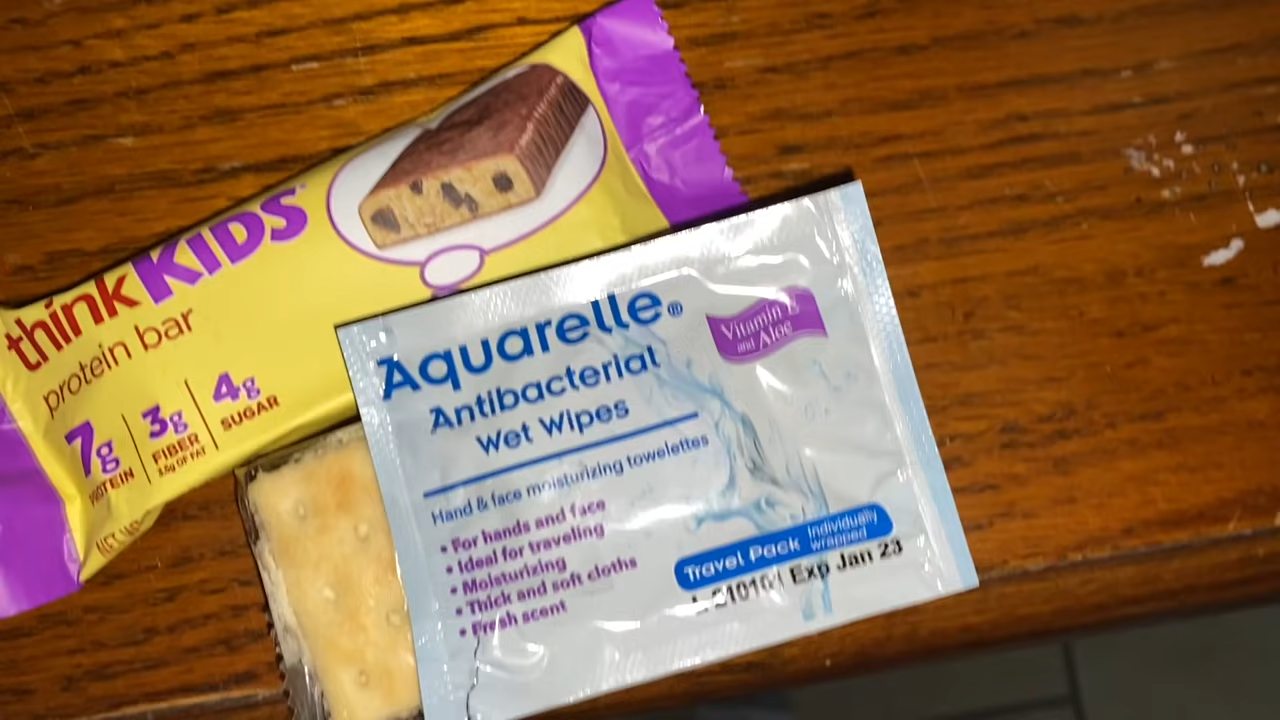 thinkKIDS
protein bar
7g PROTEIN
3g FIBER
4g SUGAR
Aquarelle®
Antibacterial
Wet Wipes
Vitamin E
and Aloe
Hand & face moisturizing towelettes
• For hands and face
• Ideal for traveling
• Moisturizing
• Thick and soft cloths
• Fresh scent
Travel Pack Individually wrapped
Exp Jan 23